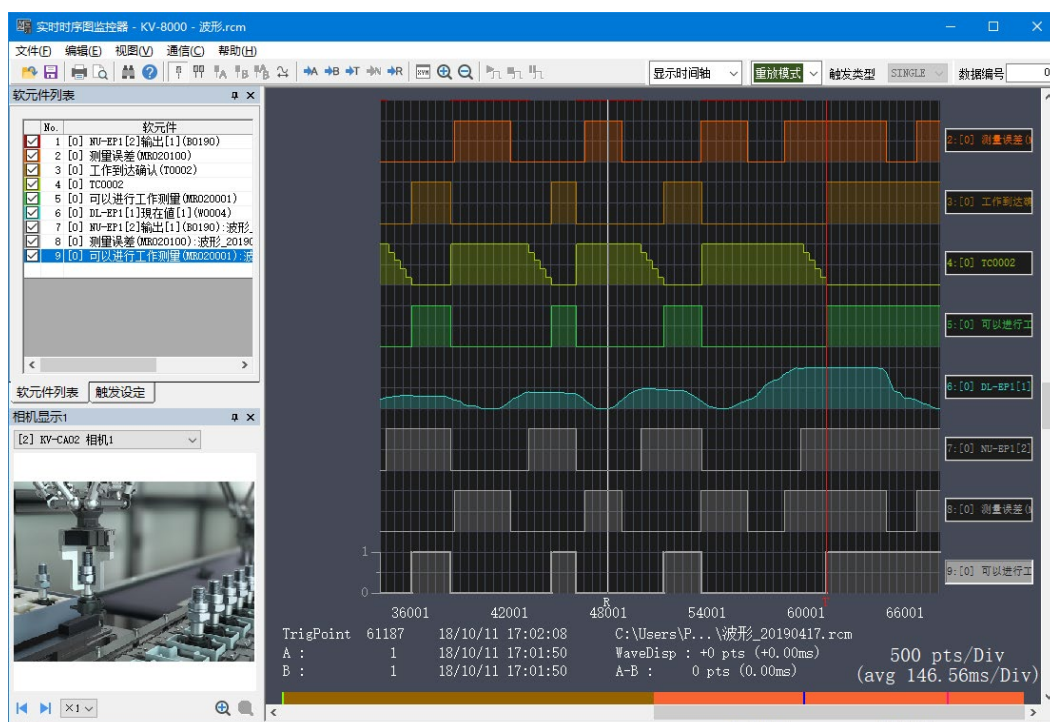 实时时序图监控器 - KV-8000 - 波形.rcm
文件(F) 编辑(E) 视图(V) 通信(C) 帮助(H)
显示时间轴 重放模式 触发类型 SINGLE 数据编号 0
软元件列表
No. 软元件
1 [0] NU-EP1[2]输出[1](B0190)
2 [0] 测量误差(MR020100)
3 [0] 工作到达确认(T0002)
4 [0] TC0002
5 [0] 可以进行工作测量(MR020001)
6 [0] DL-EP1[1]现在值[1](W0004)
7 [0] NU-EP1[2]输出[1](B0190):波形_
8 [0] 测量误差(MR020100):波形_2019
9 [0] 可以进行工作测量(MR020001):波
软元件列表 触发设定
相机显示1
[2] KV-CA02 相机1
×1
2:[0] 测量误差(
3:[0] 工作到达确
4:[0] TC0002
5:[0] 可以进行工
6:[0] DL-EP1[1]
7:[0] NU-EP1[2]
8:[0] 测量误差(
9:[0] 可以进行工
1
0
R T
36001 42001 48001 54001 60001 66001
TrigPoint 61187 18/10/11 17:02:08 C:\Users\P...\波形_20190417.rcm
A : 1 18/10/11 17:01:50 WaveDisp : +0 pts (+0.00ms)
B : 1 18/10/11 17:01:50 A-B : 0 pts (0.00ms)
500 pts/Div
(avg 146.56ms/Div)